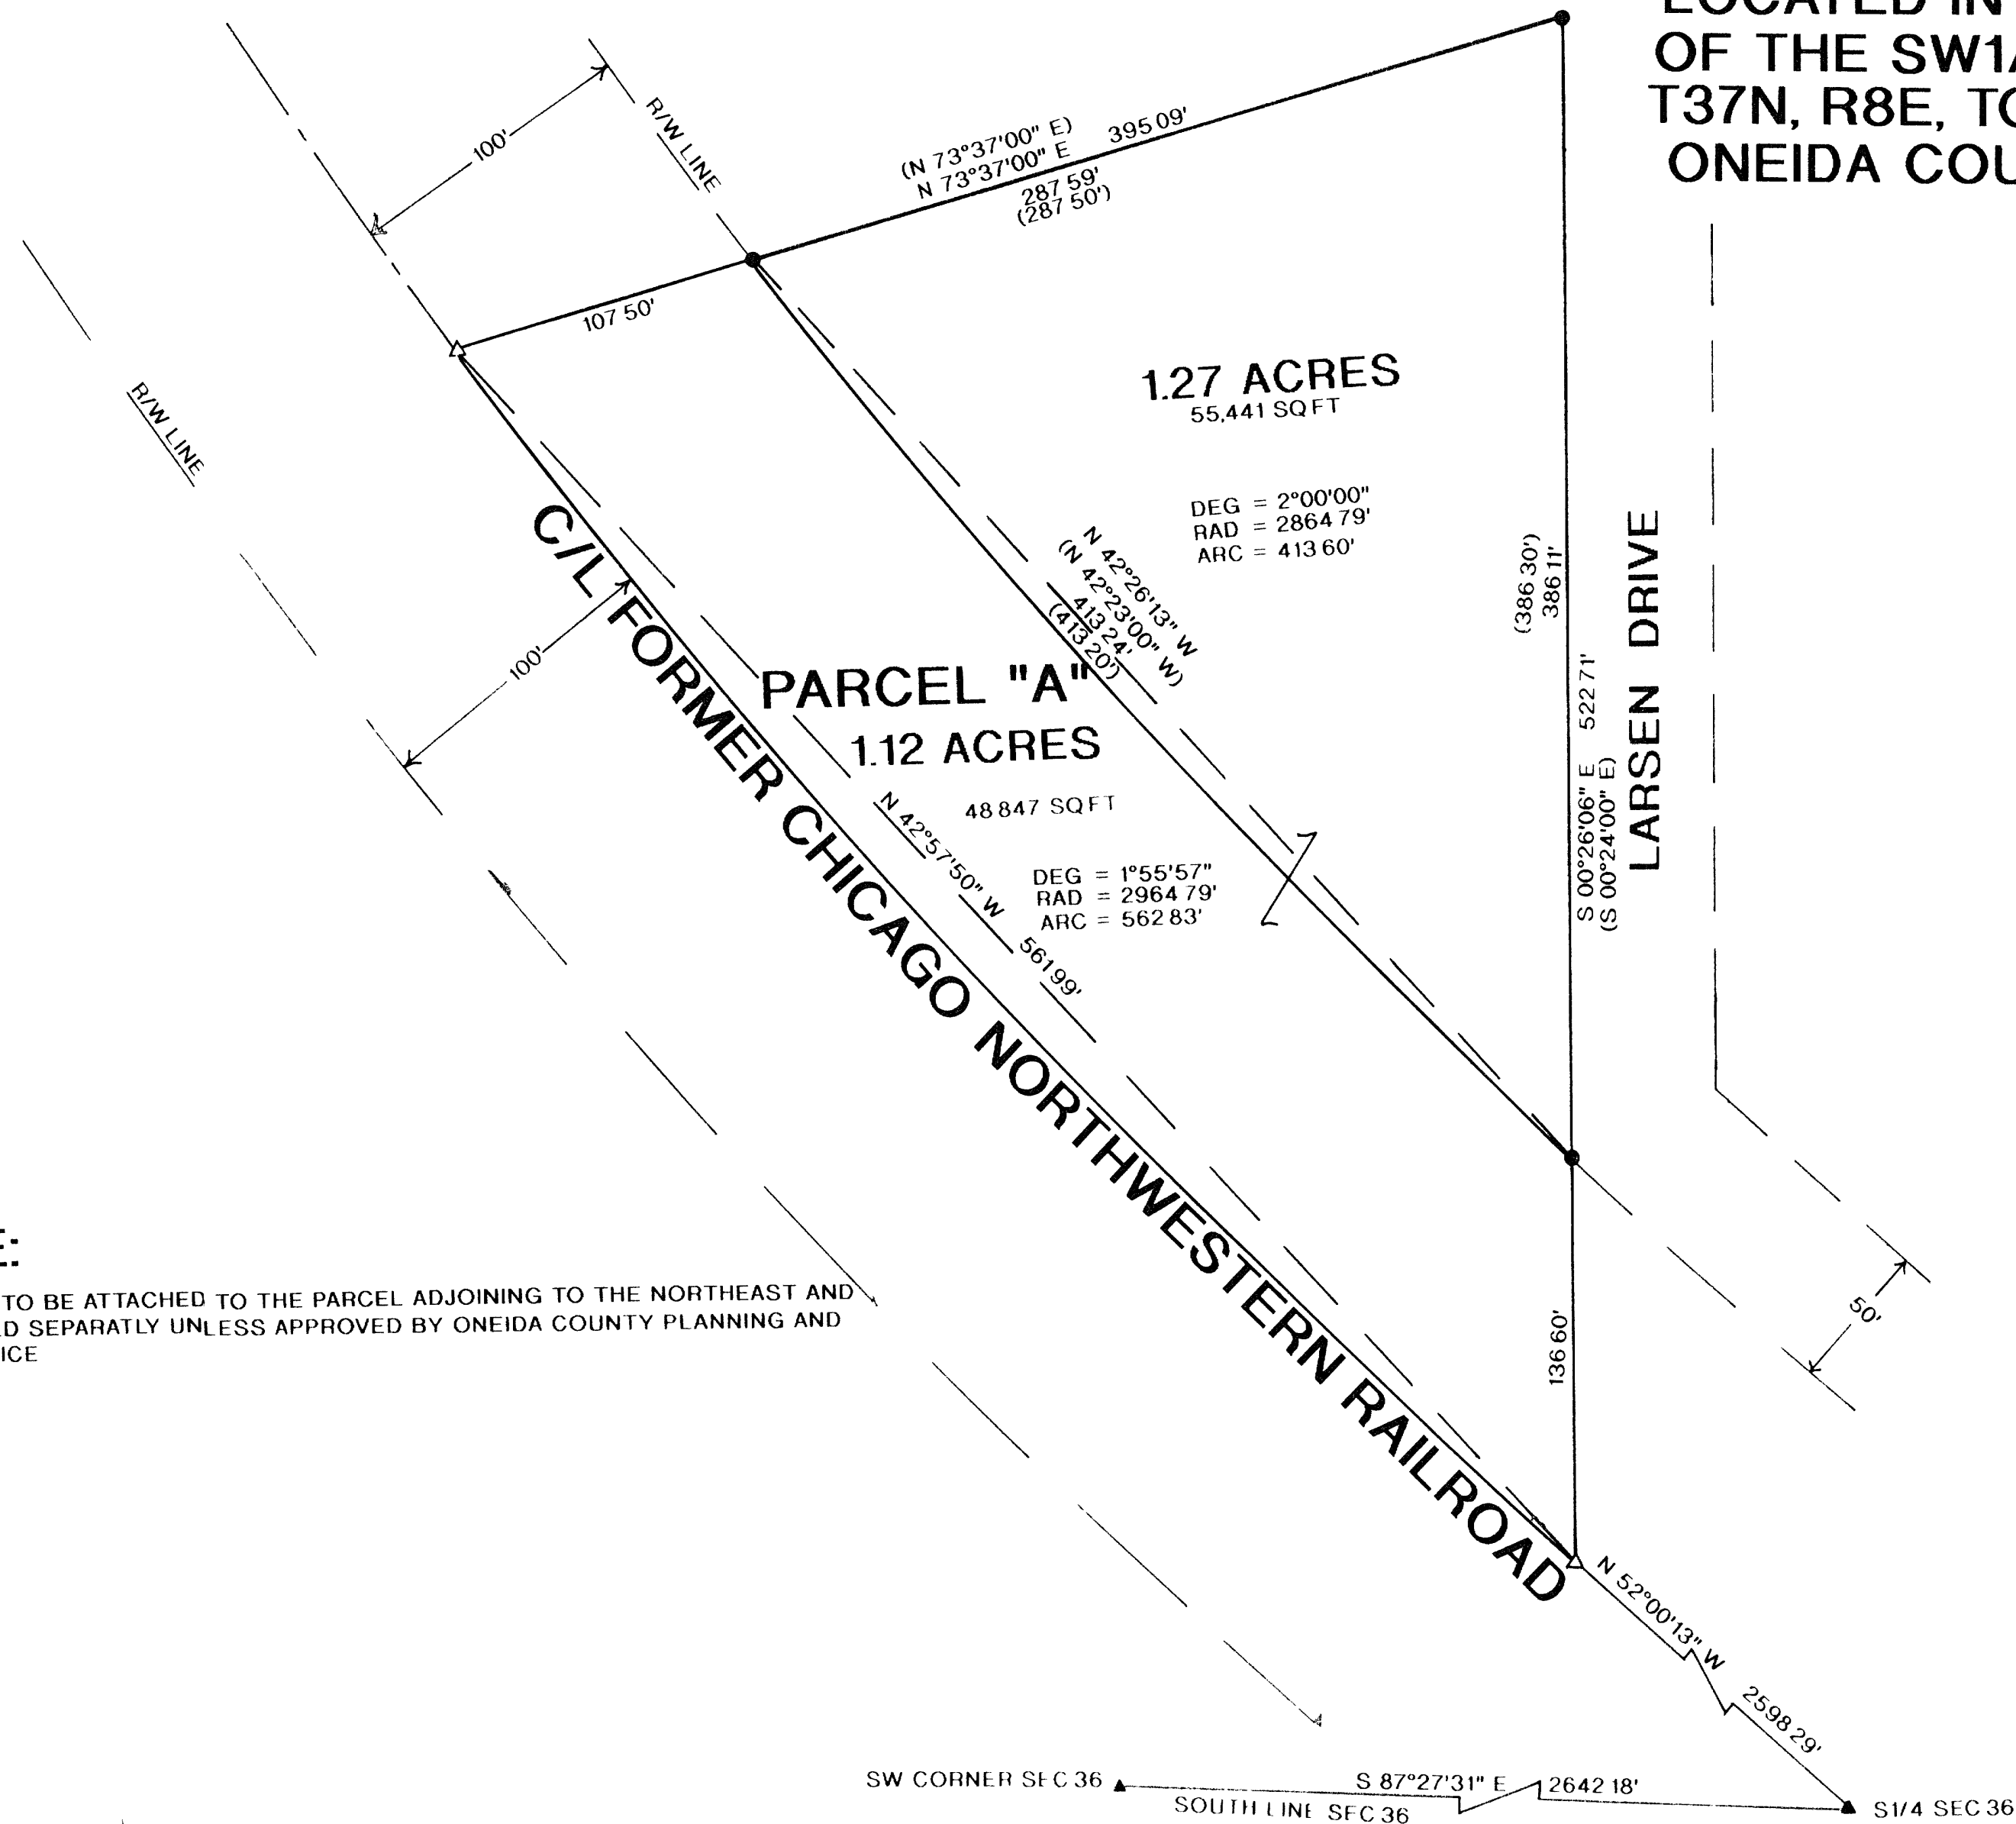 LOCATED IN
OF THE SW1
T37N, R8E,
ONEIDA COU
100'
R/W LINE
(N 73°37'00" E)
N 73°37'00" E 395 09'
287 59'
(287 50')
107 50'
R/W LINE
1.27 ACRES
55,441 SQ FT
DEG = 2°00'00"
RAD = 2864 79'
ARC = 413 60'
N 42°26'13" W
(N 42°23'00" W)
413 24'
(413 20')
(386 30')
386 11'
S 00°26'06" E 522 71'
(S 00°24'00" E)
LARSEN DRIVE
C/L FORMER CHICAGO NORTHWESTERN RAILROAD
100'
PARCEL "A"
1.12 ACRES
48 847 SQ FT
N 42°57'50" W 561 99'
DEG = 1°55'57"
RAD = 2964 79'
ARC = 562 83'
E:
TO BE ATTACHED TO THE PARCEL ADJOINING TO THE NORTHEAST AND
D SEPARATLY UNLESS APPROVED BY ONEIDA COUNTY PLANNING AND
ICE
136 60'
50'
N 52°00'13" W 2598 29'
SW CORNER SEC 36
S 87°27'31" E 2642 18'
SOUTH LINE SEC 36
S1/4 SEC 36